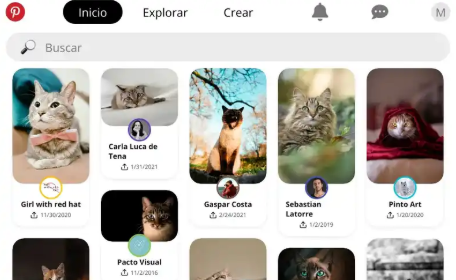 Inicio
Explorar
Crear
M
Buscar
Girl with red hat
11/30/2020
Carla Luca de
Tena
1/31/2021
Pacto Visual
11/2/2016
Gaspar Costa
2/24/2021
Sebastian
Latorre
1/2/2019
Pinto Art
1/20/2020